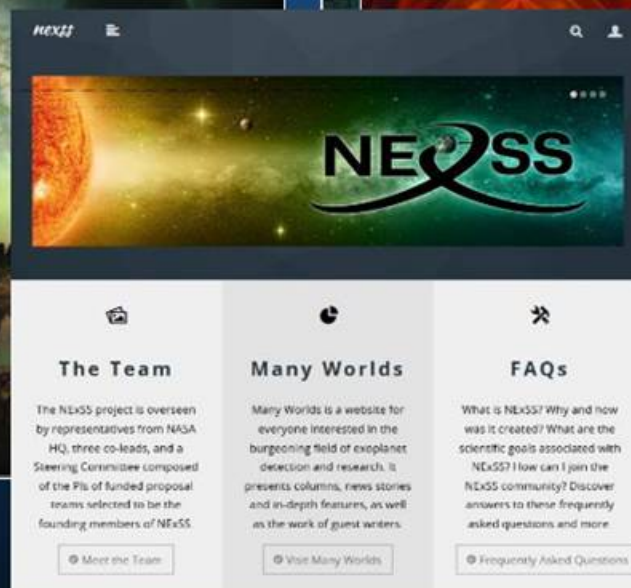 nexss
NExSS
The Team
The NExSS project is overseen
by representatives from NASA
HQ, three co-leads, and a
Steering Committee composed
of the PIs of funded proposal
teams selected to be the
founding members of NExSS
Meet the Team
Many Worlds
Many Worlds is a website for
everyone interested in the
burgeoning field of exoplanet
detection and research. It
presents columns, news stories
and in-depth features, as well
as the work of guest writers.
Visit Many Worlds
FAQs
What is NExSS? Why and how
was it created? What are the
scientific goals associated with
NExSS? How can I join the
NExSS community? Discover
answers to these frequently
asked questions and more
Frequently Asked Questions